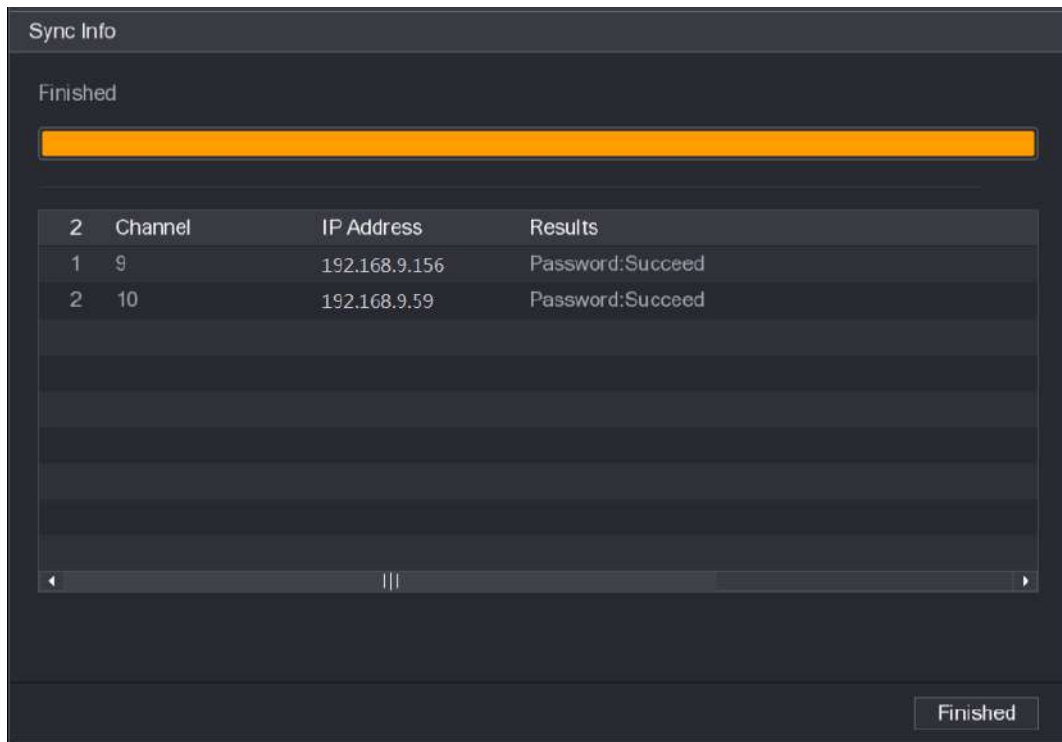 Sync Info
Finished
2 Channel IP Address Results
1 9 192.168.9.156 Password:Succeed
2 10 192.168.9.59 Password:Succeed
Finished